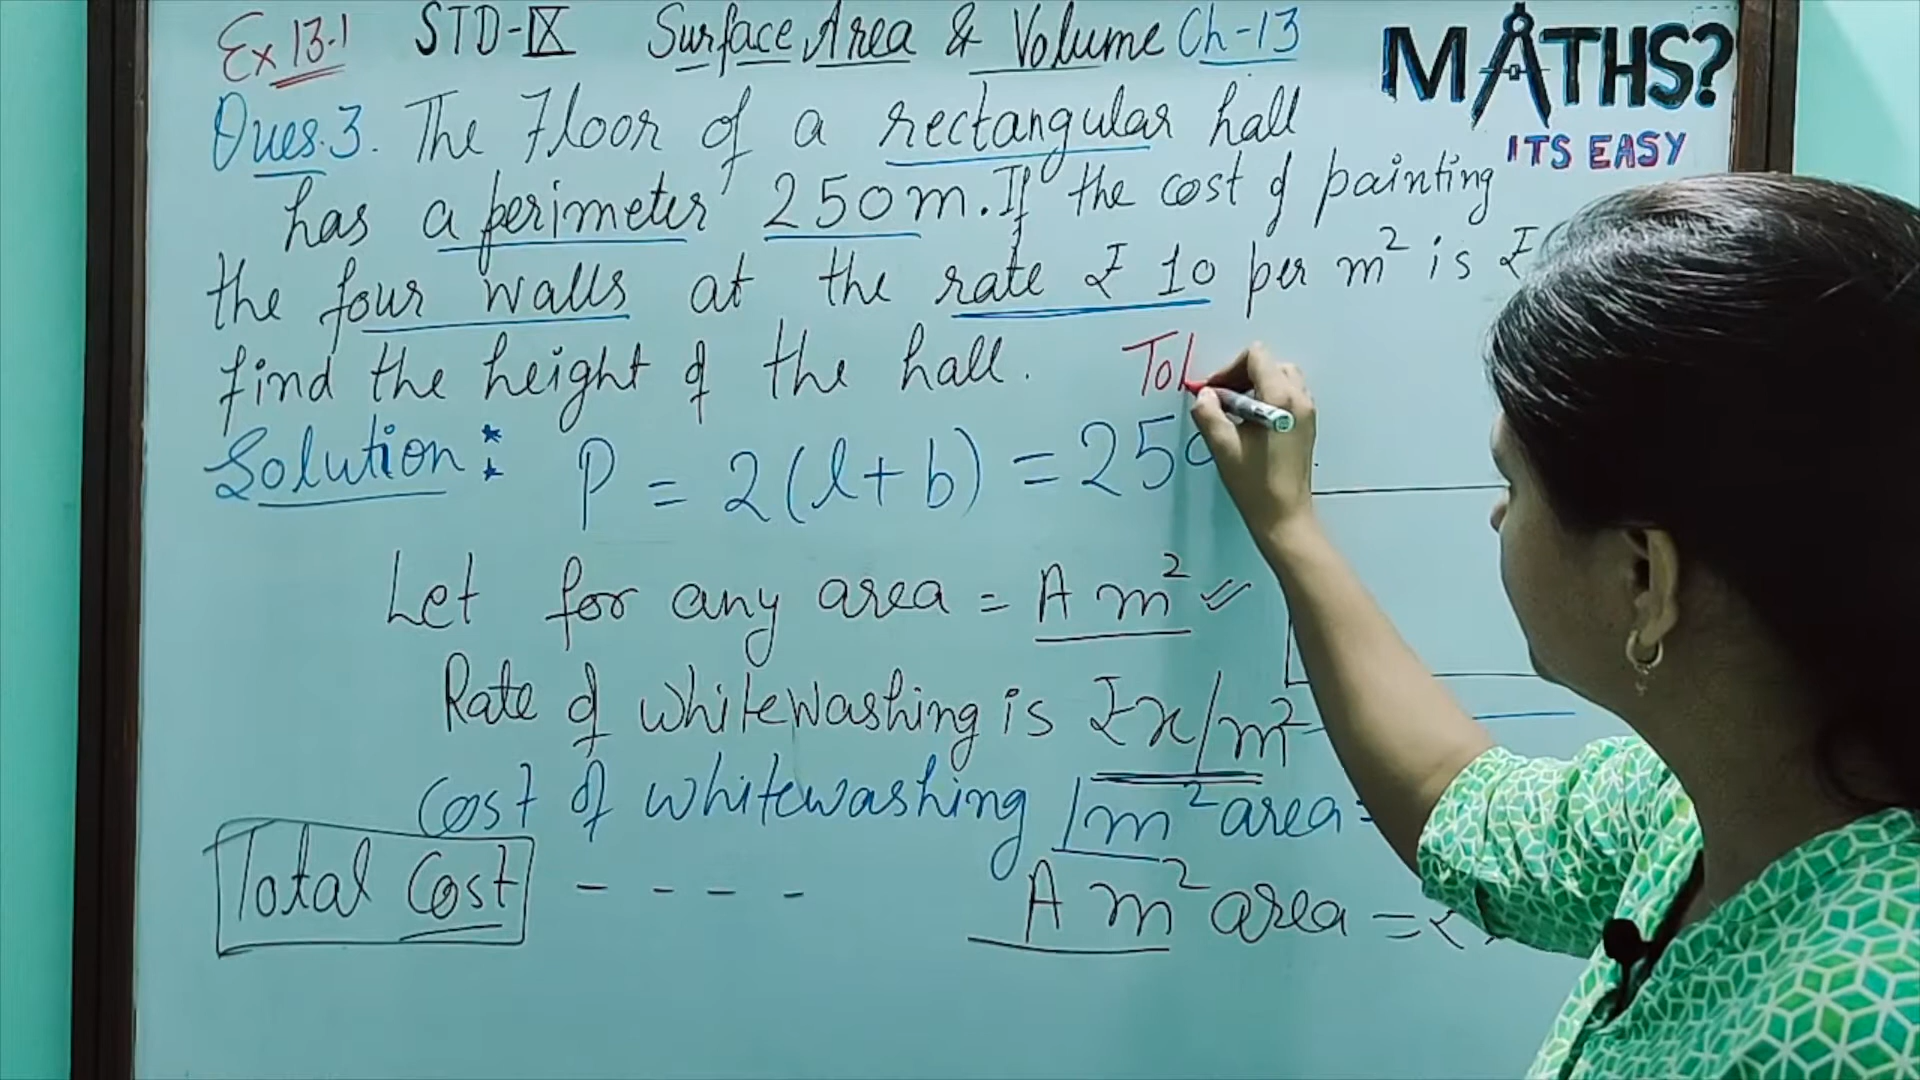 Ex 13.1 STD-IX Surface Area & Volume Ch-13
MATHS?
ITS EASY
Ques.3. The Floor of a rectangular hall
has a perimeter 250m. If the cost of painting
the four walls at the rate ₹ 10 per m² is ₹
find the height of the hall.
Solution: P = 2(l+b) = 250
Let for any area = A m²
Rate of whitewashing is ₹x/m²
Cost of whitewashing 1m² area =
Total Cost - - - - A m² area = ₹